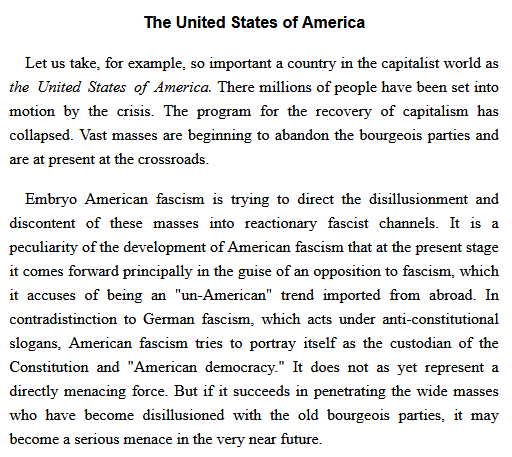 The United States of America
Let us take, for example, so important a country in the capitalist world as
the United States of America. There millions of people have been set into
motion by the crisis. The program for the recovery of capitalism has
collapsed. Vast masses are beginning to abandon the bourgeois parties and
are at present at the crossroads.
Embryo American fascism is trying to direct the disillusionment and
discontent of these masses into reactionary fascist channels. It is a
peculiarity of the development of American fascism that at the present stage
it comes forward principally in the guise of an opposition to fascism, which
it accuses of being an "un-American" trend imported from abroad. In
contradistinction to German fascism, which acts under anti-constitutional
slogans, American fascism tries to portray itself as the custodian of the
Constitution and "American democracy." It does not as yet represent a
directly menacing force. But if it succeeds in penetrating the wide masses
who have become disillusioned with the old bourgeois parties, it may
become a serious menace in the very near future.